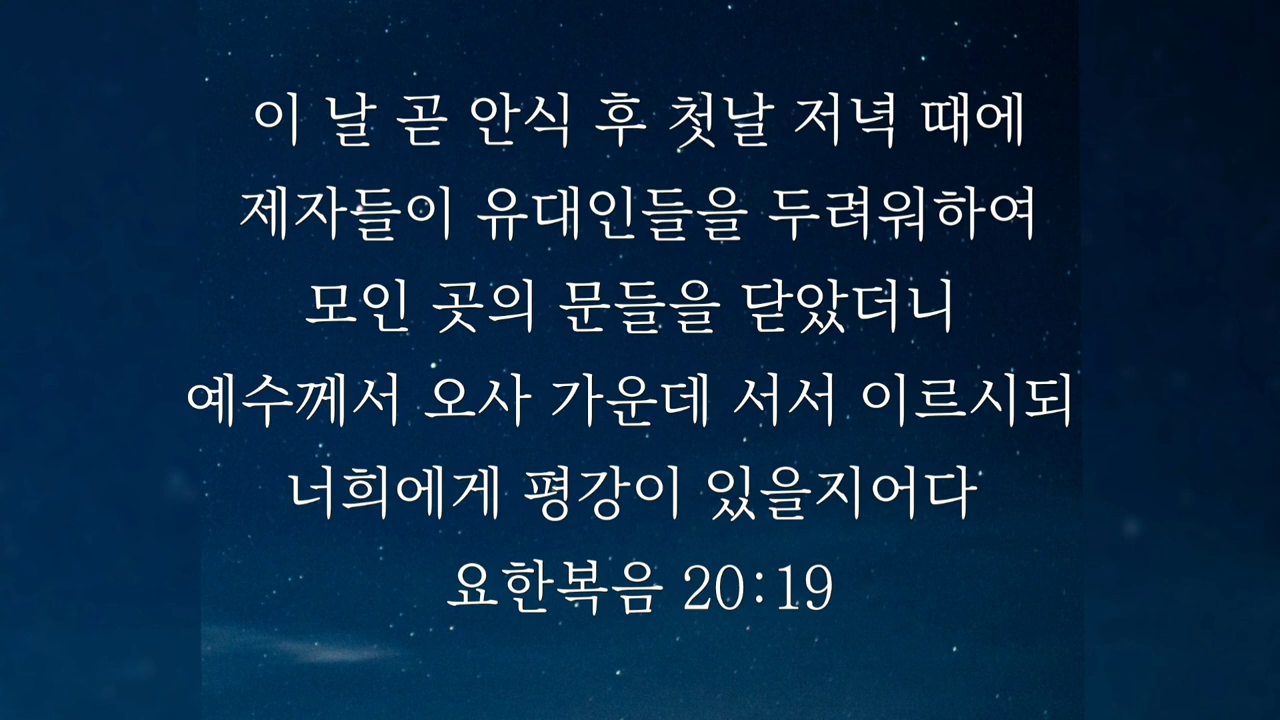 이 날 곧 안식 후 첫날 저녁 때에
제자들이 유대인들을 두려워하여
모인 곳의 문들을 닫았더니
예수께서 오사 가운데 서서 이르시되
너희에게 평강이 있을지어다
요한복음 20:19